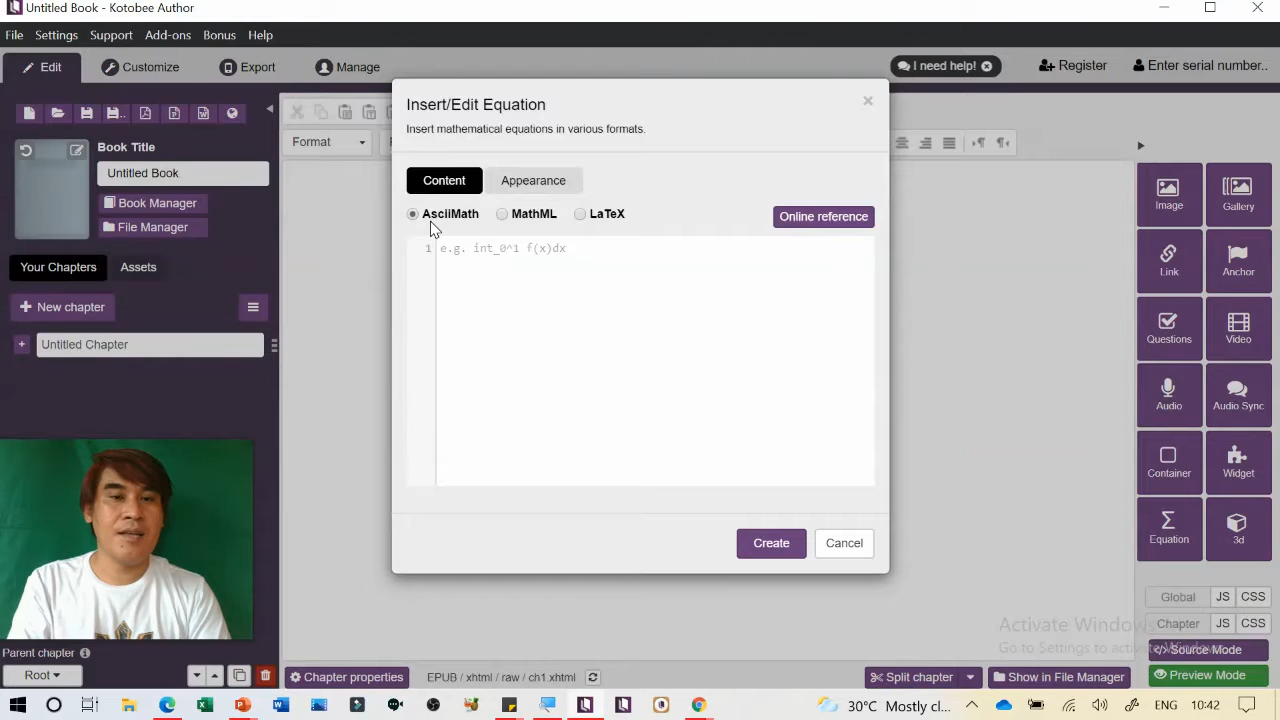 Untitled Book - Kotobee Author
File Settings Support Add-ons Bonus Help
Edit Customize Export Manage
I need help! Register Enter serial number..
Book Title
Untitled Book
Book Manager
File Manager
Your Chapters Assets
New chapter
Untitled Chapter
Parent chapter
Root
Format
Insert/Edit Equation
Insert mathematical equations in various formats.
Content Appearance
AsciiMath MathML LaTeX
Online reference
1 e.g. int_0^1 f(x)dx
Create Cancel
Image Gallery
Link Anchor
Questions Video
Audio Audio Sync
Container Widget
Equation 3d
Global JS CSS
Chapter JS CSS
Source Mode
Preview Mode
Activate Windows
Go to Settings to activate
Chapter properties EPUB / xhtml / raw / ch1.xhtml Split chapter Show in File Manager
30°C Mostly cl... ENG 10:42